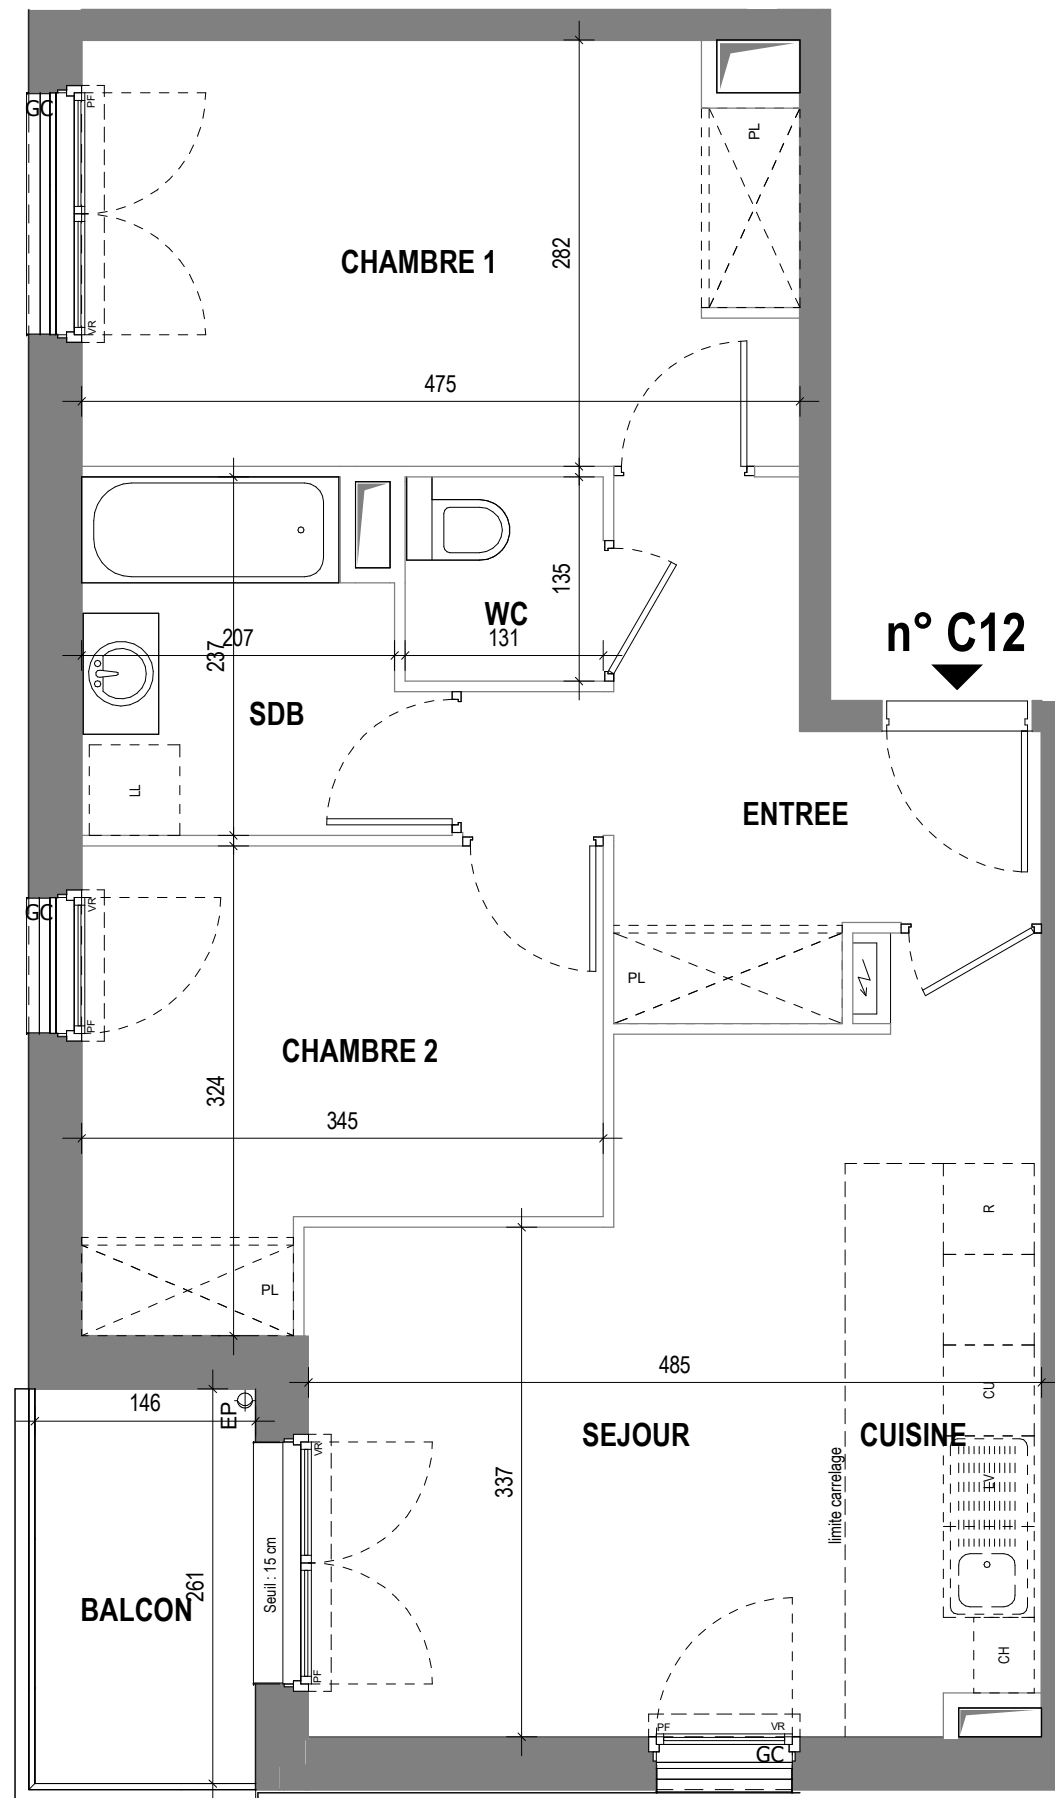 GC
PF
VR
PL
CHAMBRE 1
282
475
135
WC
n° C12
207
131
237
SDB
LL
ENTREE
GC
VR
PF
PL
CHAMBRE 2
324
345
R
PL
485
CU
146
EP
VR
SEJOUR
CUISINE
LV
337
limite carrelage
Seuil : 15 cm
BALCON
261
CH
PF
PF
VR
GC